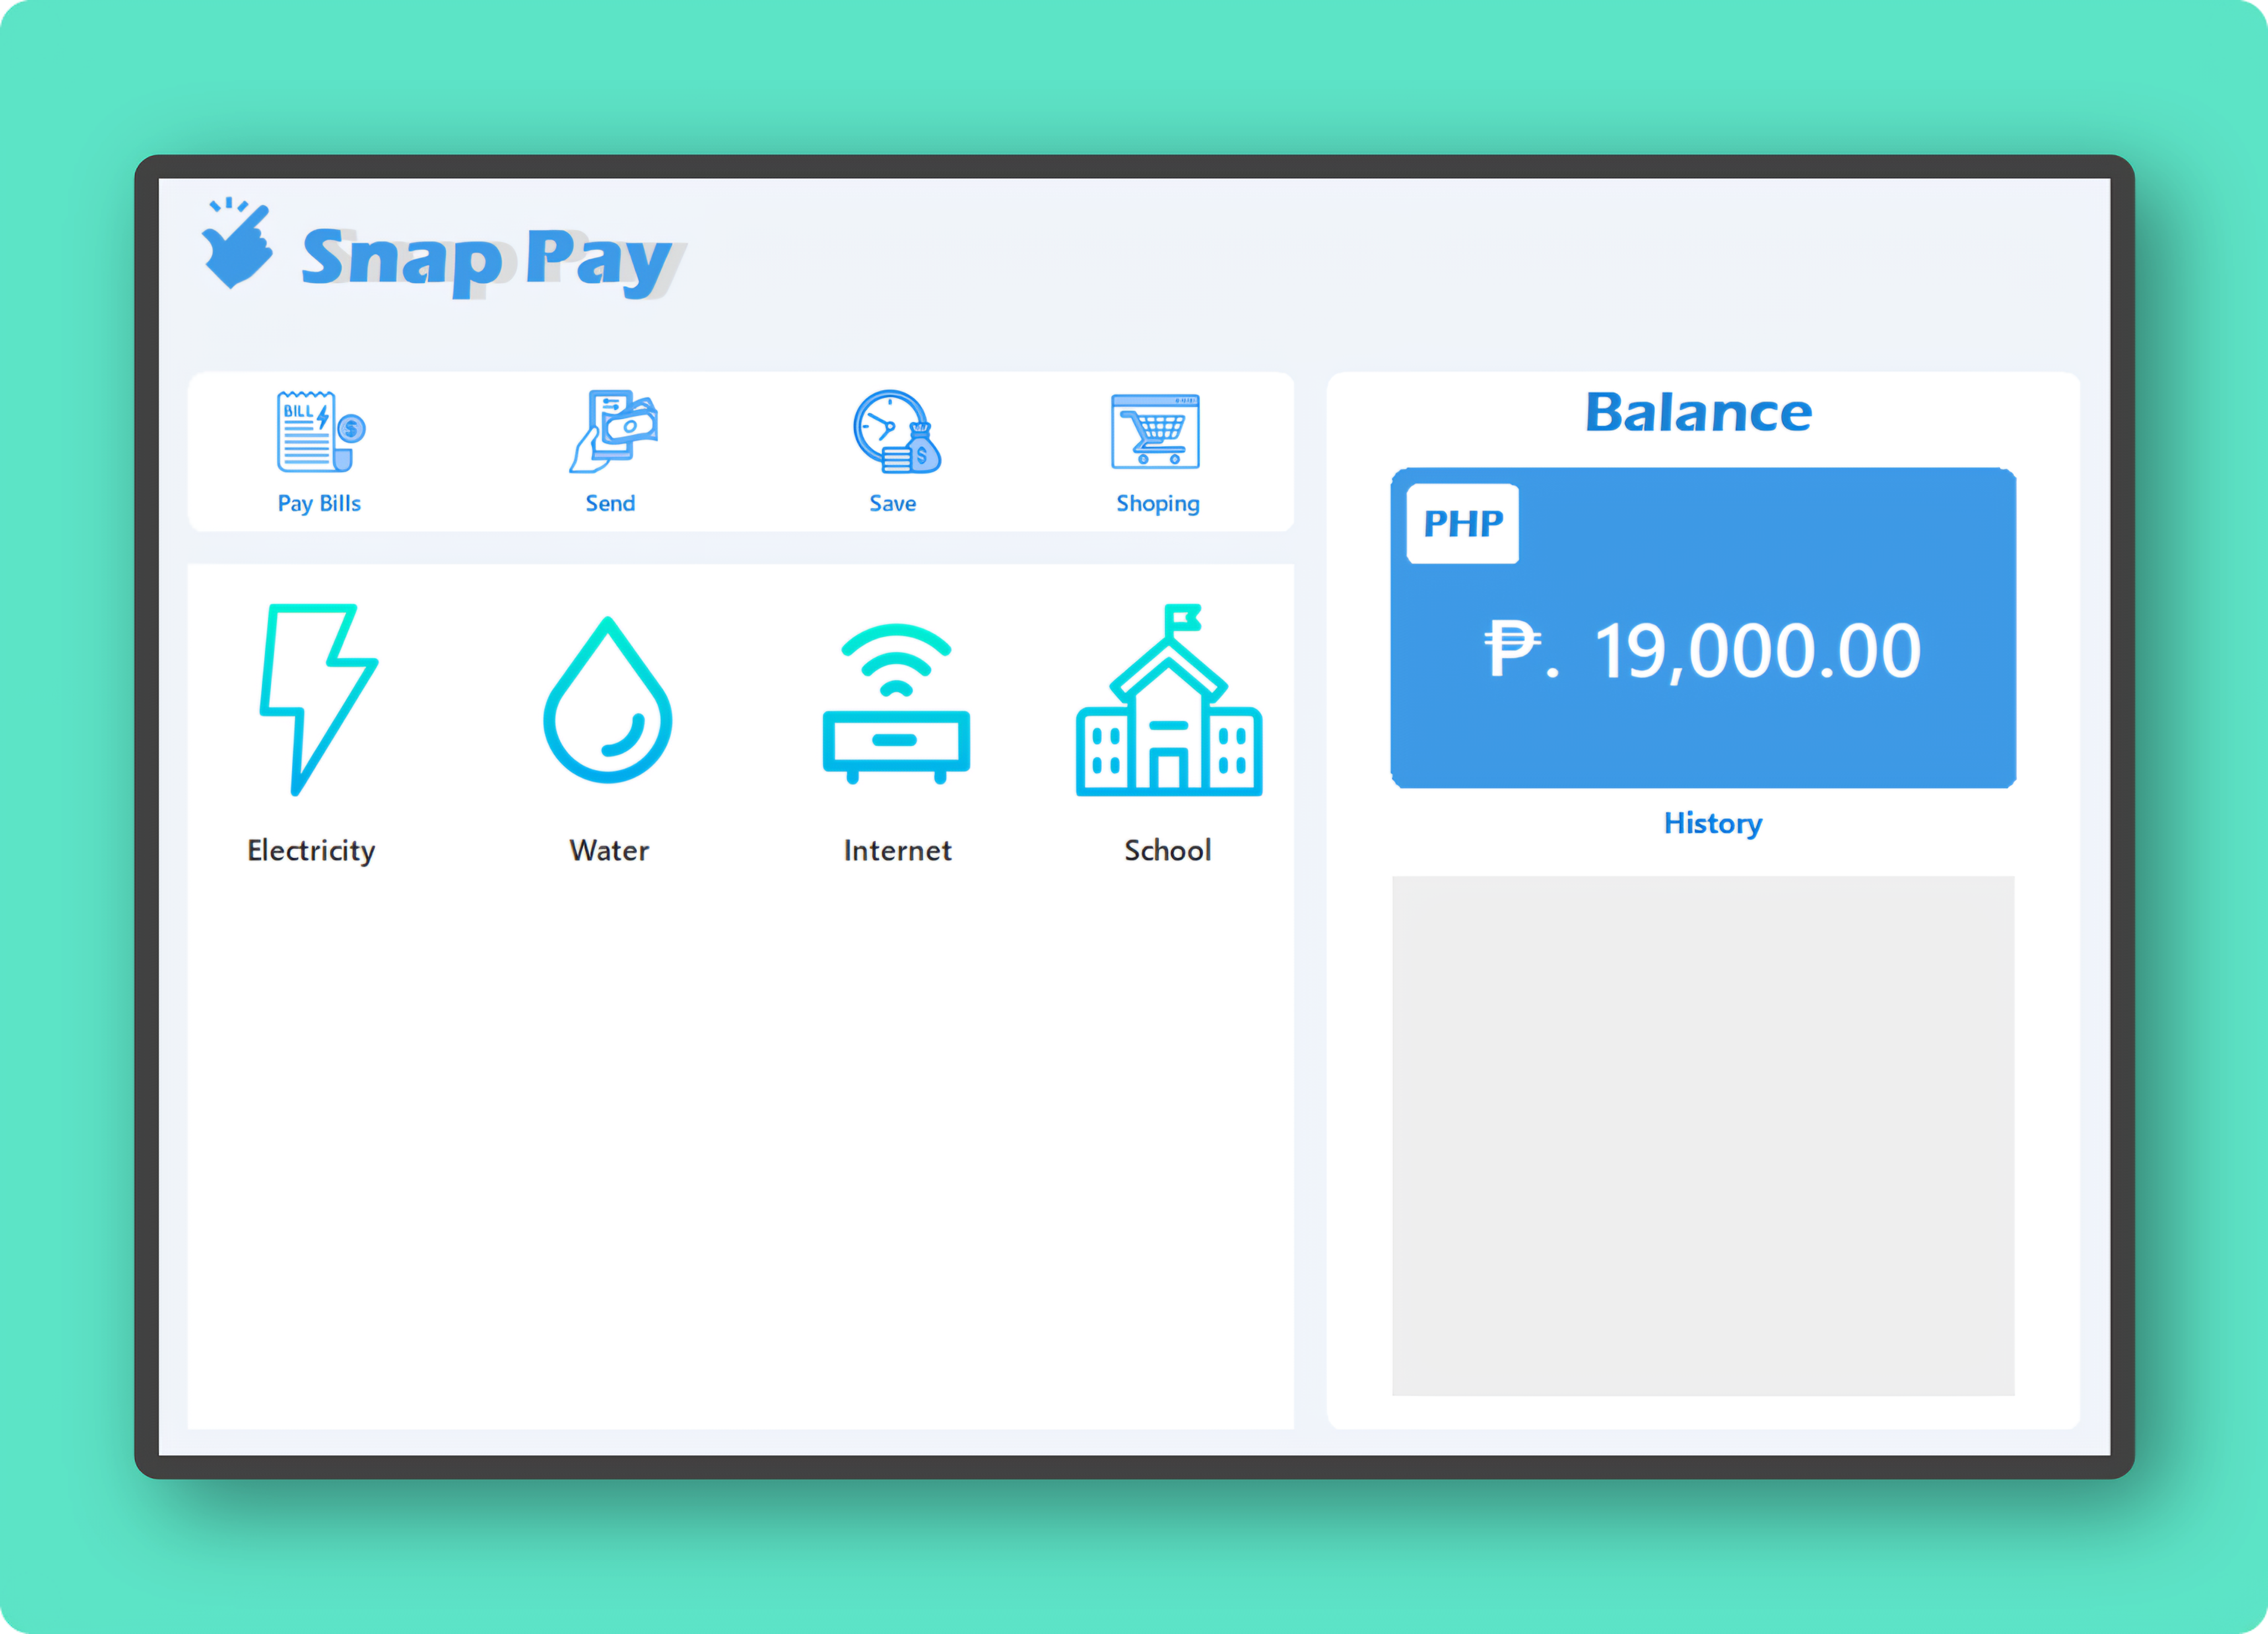 Snap Pay
BILL
Pay Bills
Send
Save
Shoping
Electricity
Water
Internet
School
Balance
PHP
₱. 19,000.00
History